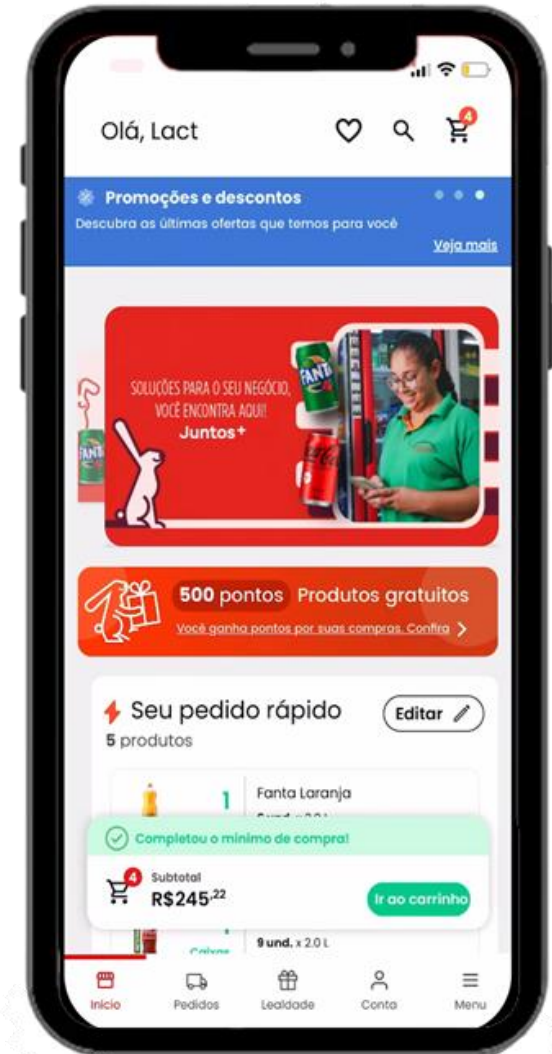 Olá, Lact
4
Promoções e descontos
Descubra as últimas ofertas que temos para você
Veja mais
SOLUÇÕES PARA O SEU NEGÓCIO,
VOCÊ ENCONTRA AQUI!
Juntos+
FANTA
FANTA
500 pontos Produtos gratuitos
Você ganha pontos por suas compras. Confira >
Seu pedido rápido
Editar
5 produtos
1
Fanta Laranja
Completou o mínimo de compra!
4
Subtotal
R$245,22
Ir ao carrinho
9 und. x 2.0 L
Início Pedidos Lealdade Conta Menu